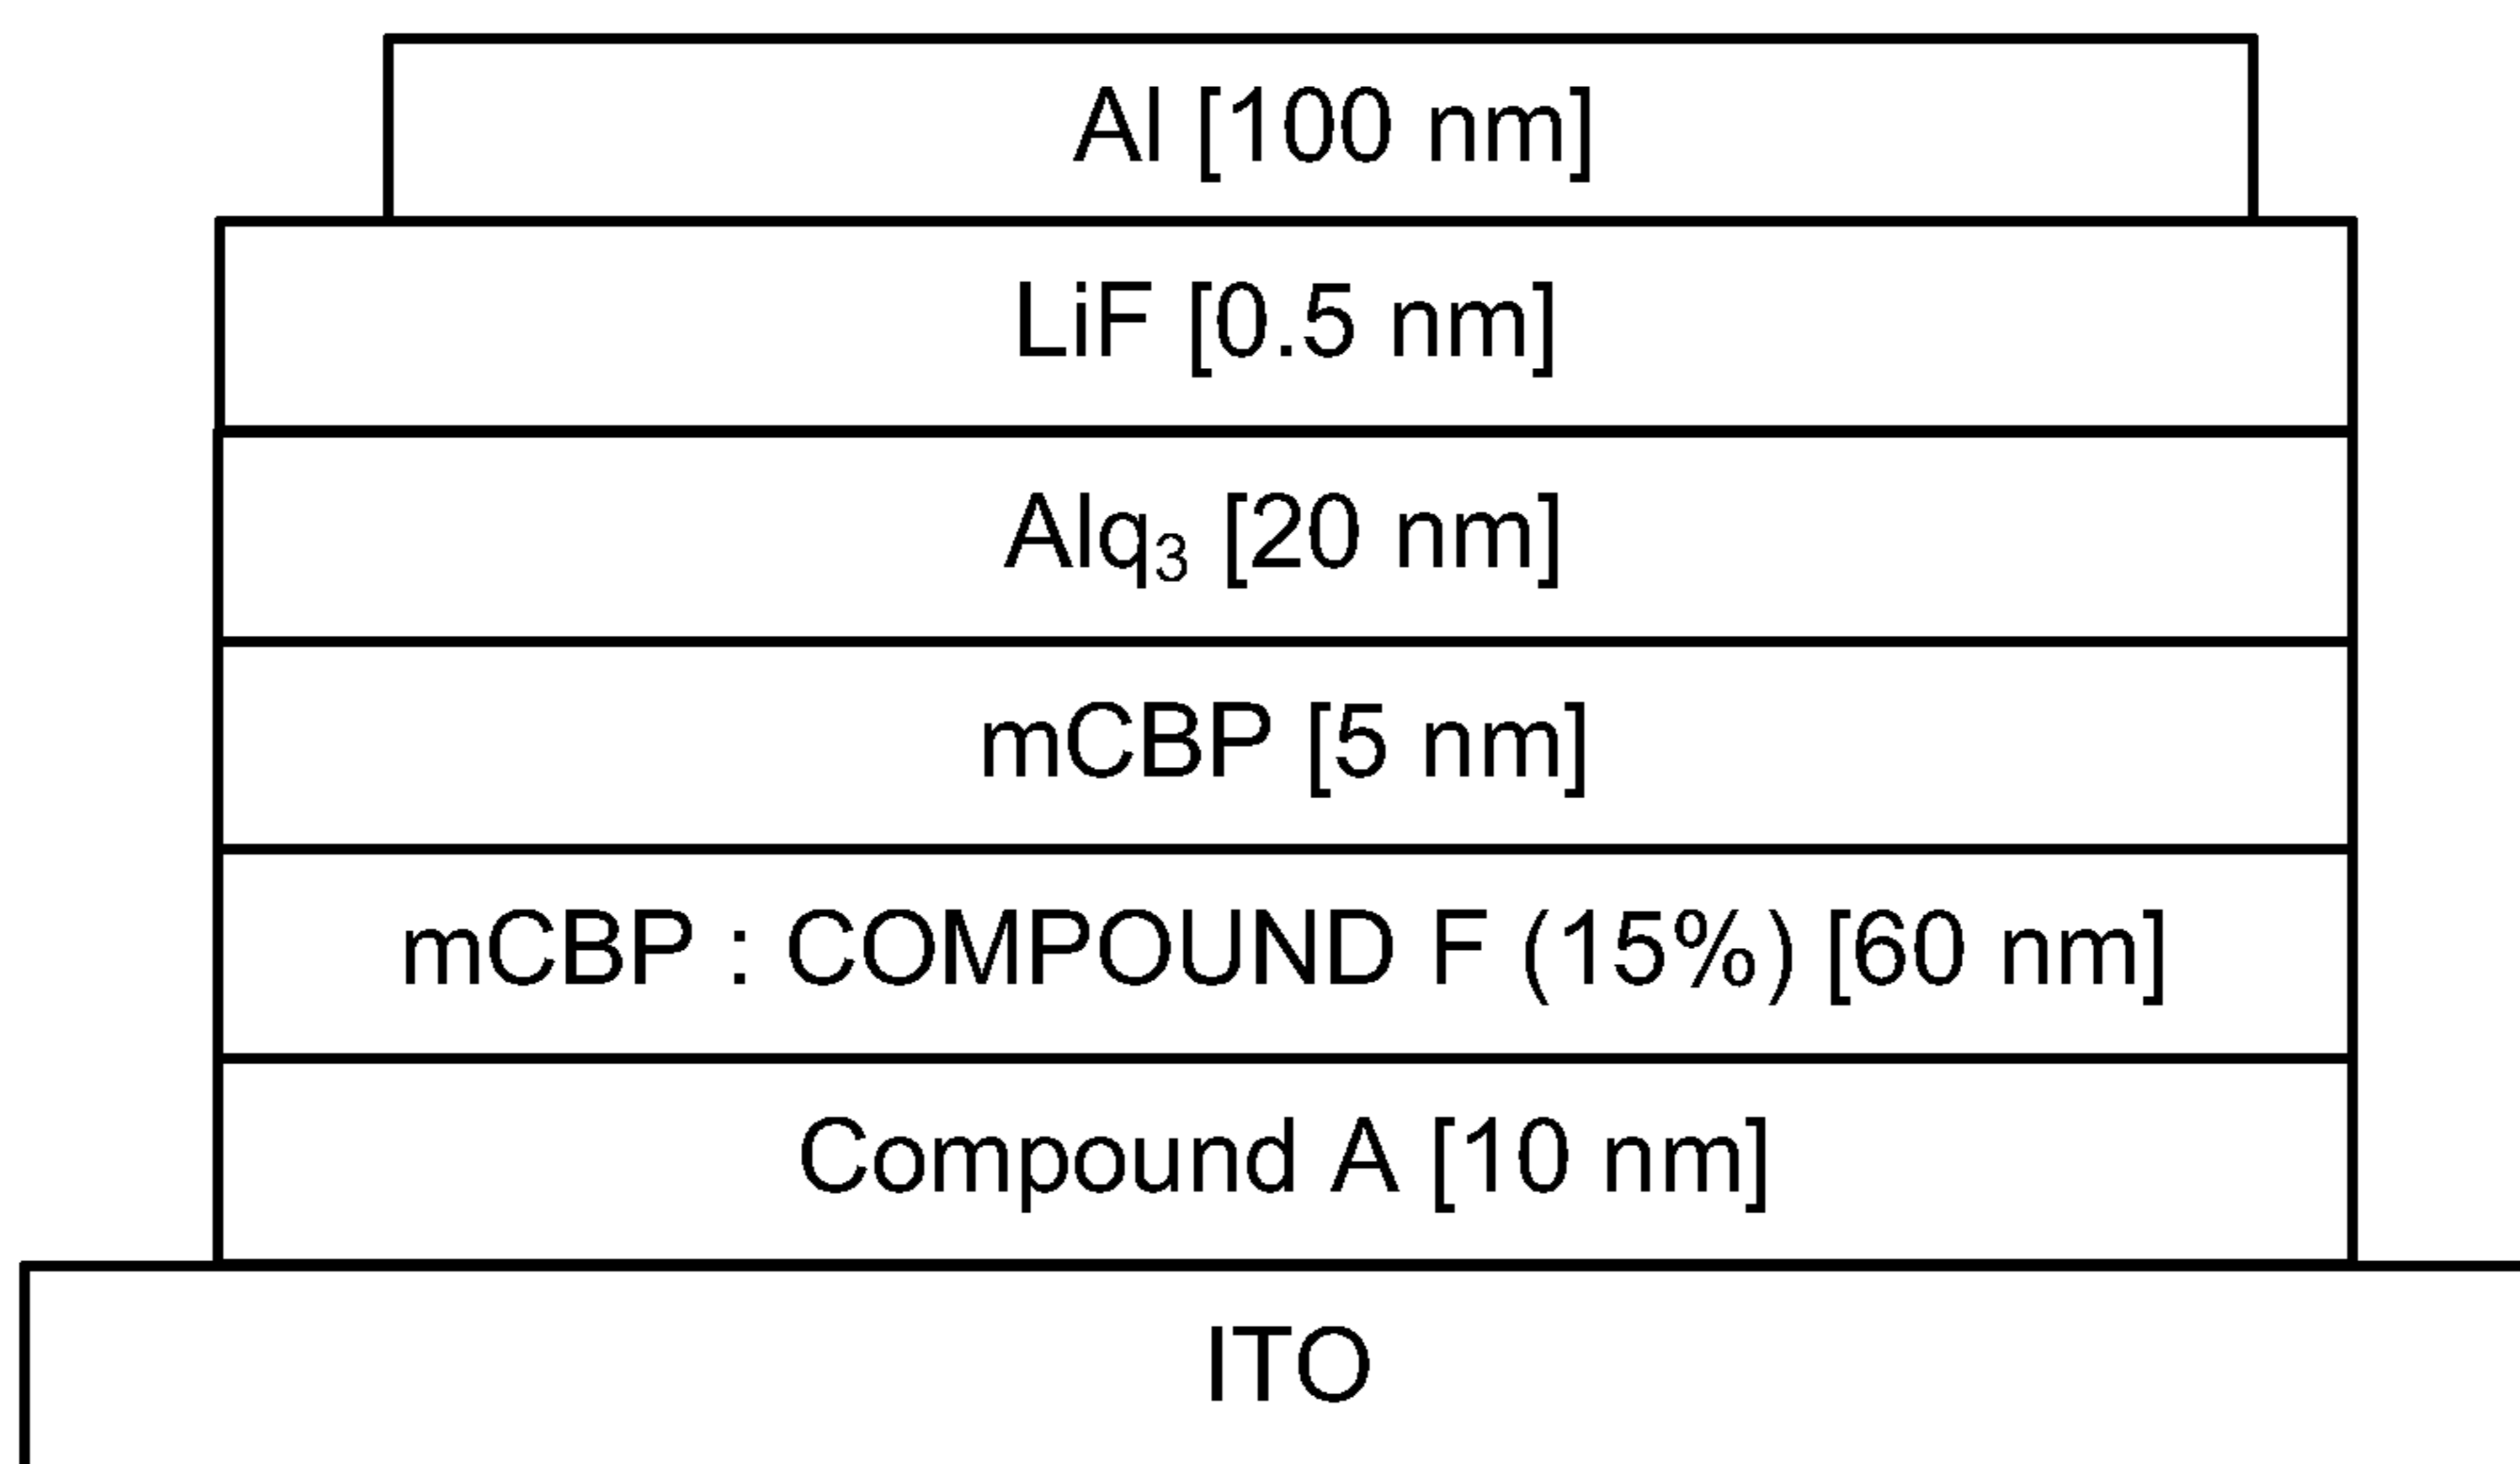 Al [100 nm]
LiF [0.5 nm]
Alq₃ [20 nm]
mCBP [5 nm]
mCBP : COMPOUND F (15%) [60 nm]
Compound A [10 nm]
ITO